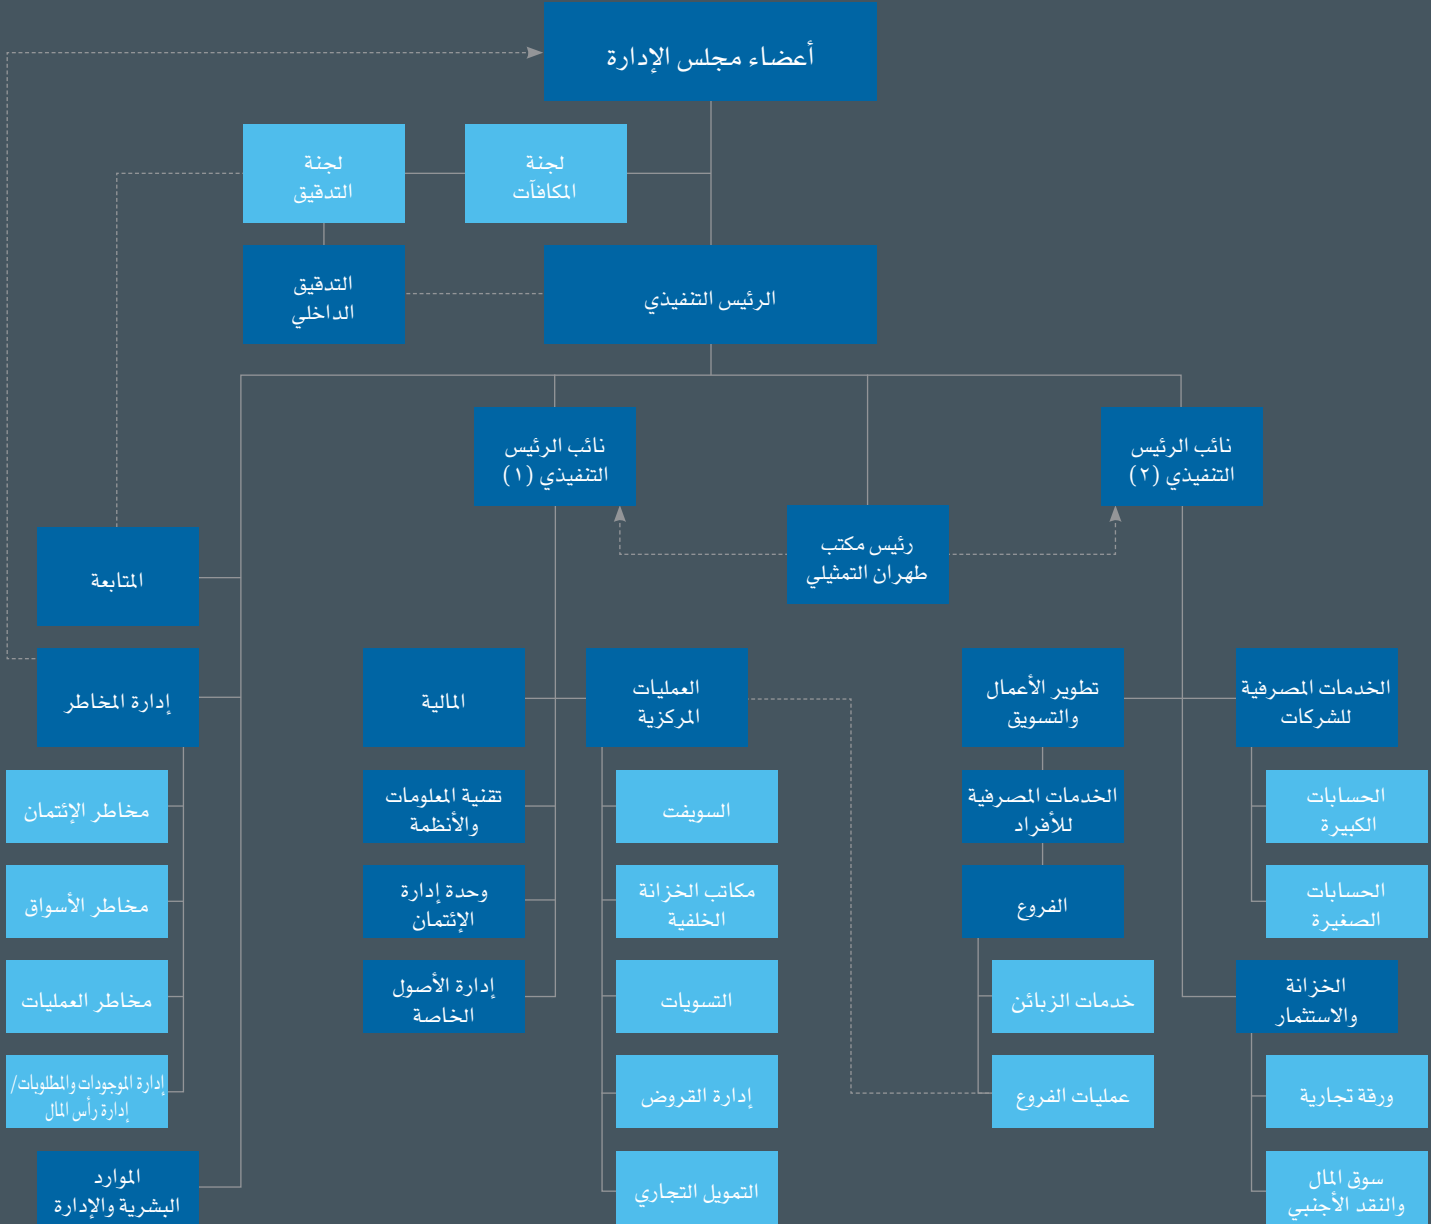 أعضاء مجلس الإدارة
لجنة
المكافآت
لجنة
التدقيق
الرئيس التنفيذي
التدقيق
الداخلي
نائب الرئيس
التنفيذي (٢)
نائب الرئيس
التنفيذي (١)
رئيس مكتب
طهران التمثيلي
المتابعة
الخدمات المصرفية
للشركات
تطوير الأعمال
والتسويق
العمليات
المركزية
المالية
إدارة المخاطر
الحسابات
الكبيرة
الخدمات المصرفية
للأفراد
السويفت
تقنية المعلومات
والأنظمة
مخاطر الإئتمان
الحسابات
الصغيرة
الفروع
مكاتب الخزانة
الخلفية
وحدة إدارة
الإئتمان
مخاطر الأسواق
الخزانة
والاستثمار
خدمات الزبائن
التسويات
إدارة الأصول
الخاصة
مخاطر العمليات
ورقة تجارية
عمليات الفروع
إدارة القروض
إدارة الموجودات والمطلوبات/
إدارة رأس المال
سوق المال
والنقد الأجنبي
التمويل التجاري
الموارد
البشرية والإدارة